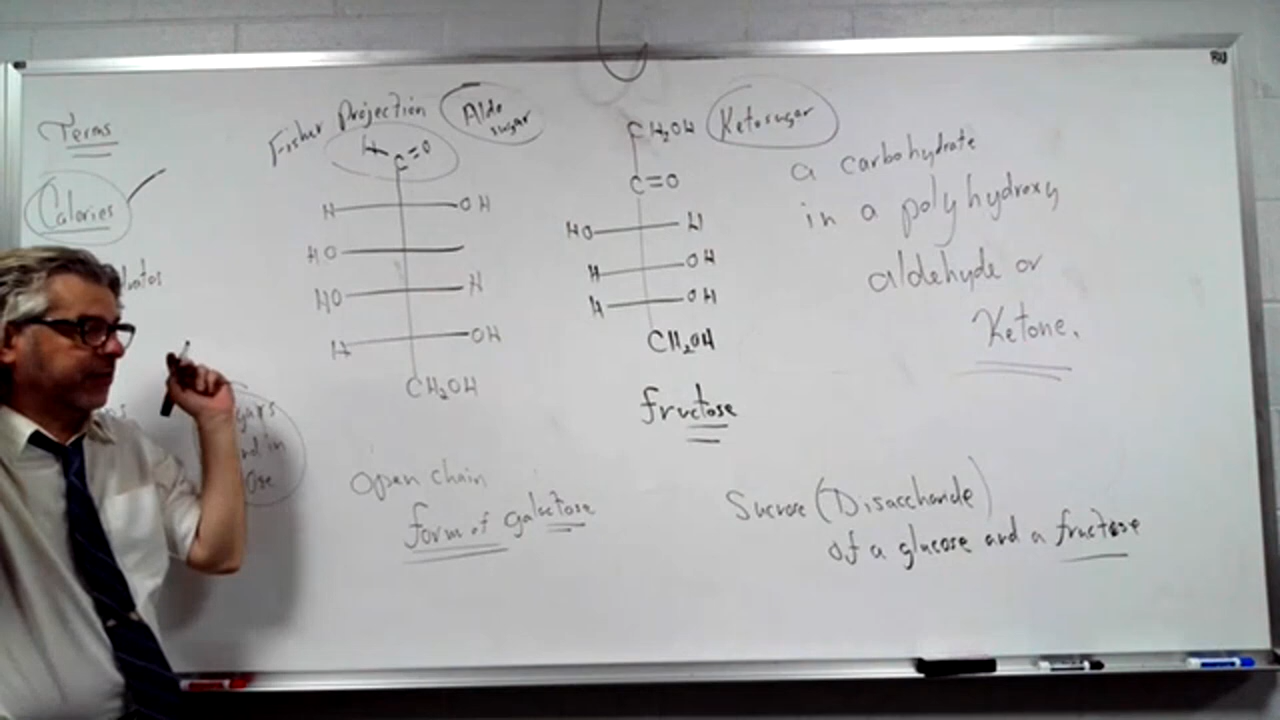 Terms
Calories
Fisher Projection
Aldo
sugar
H
C=O
H OH
HO
HO H
H OH
CH₂OH
open chain
form of galactose
CH₂OH
Ketosugar
C=O
HO H
H OH
H OH
CH₂OH
fructose
a carbohydrate
in a polyhydroxy
aldehyde or
Ketone.
Sucrose (Disaccharide)
of a glucose and a fructose
BU